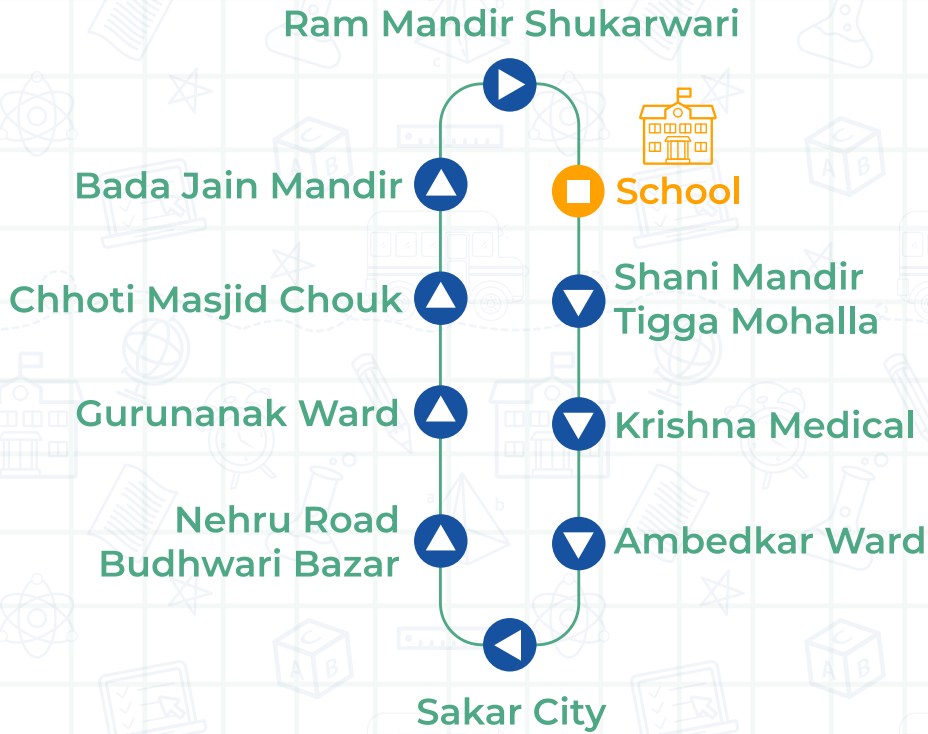 Ram Mandir Shukarwari
School
Bada Jain Mandir
Shani Mandir
Tigga Mohalla
Chhoti Masjid Chouk
Gurunanak Ward
Krishna Medical
Nehru Road
Budhwari Bazar
Ambedkar Ward
Sakar City